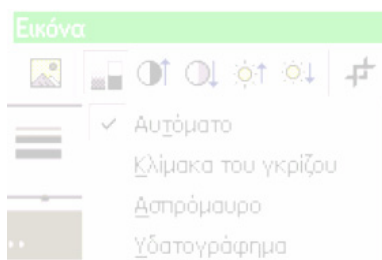 Εικόνα
Αυτόματο
Κλίμακα του γκρίζου
Ασπρόμαυρο
Υδατογράφημα